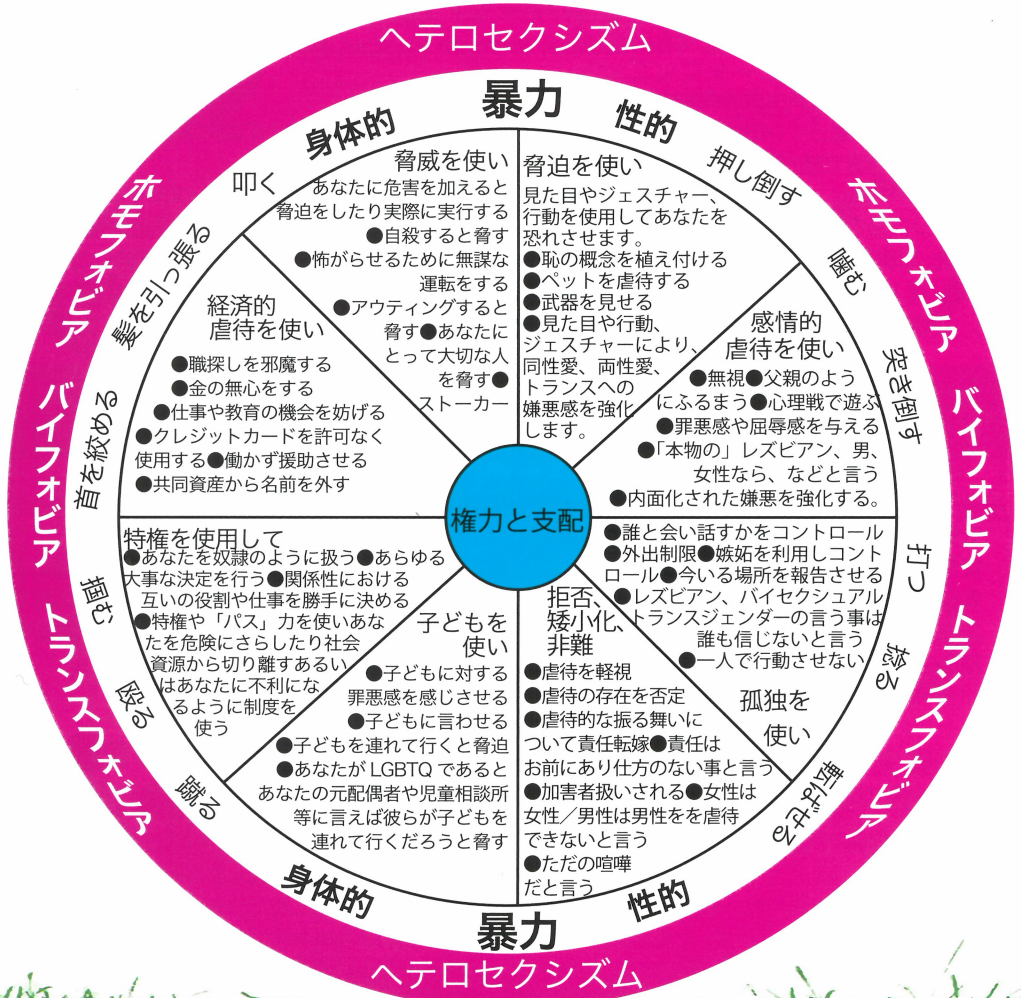 ヘテロセクシズム
暴力
身体的
性的
叩く
髪を引っ張る
首を絞める
掴む
殴る
蹴る
押し倒す
噛む
突き倒す
打つ
捻る
転ばせる
ホモフォビア
バイフォビア
トランスフォビア
ホモフォビア
バイフォビア
トランスフォビア
脅威を使い
あなたに危害を加えると
脅迫をしたり実際に実行する
●自殺すると脅す
●怖がらせるために無謀な
運転をする
●アウティングすると
脅す●あなたに
とって大切な人
を脅す●
ストーカー
脅迫を使い
見た目やジェスチャー、
行動を使用してあなたを
恐れさせます。
●恥の概念を植え付ける
●ペットを虐待する
●武器を見せる
●見た目や行動、
ジェスチャーにより、
同性愛、両性愛、
トランスへの
嫌悪感を強化
します。
感情的
虐待を使い
●無視●父親のよう
にふるまう●心理戦で遊ぶ
●罪悪感や屈辱感を与える
●「本物の」レズビアン、男、
女性なら、などと言う
●内面化された嫌悪を強化する。
●誰と会い話すかをコントロール
●外出制限●嫉妬を利用しコント
ロール●今いる場所を報告させる
●レズビアン、バイセクシュアル
トランスジェンダーの言う事は
誰も信じないと言う
●一人で行動させない
孤独を
使い
拒否、
矮小化、
非難
●虐待を軽視
●虐待の存在を否定
●虐待的な振る舞いに
ついて責任転嫁●責任は
お前にあり仕方のない事と言う
●加害者扱いされる●女性は
女性／男性は男性をを虐待
できないと言う
●ただの喧嘩
だと言う
子どもを
使い
●子どもに対する
罪悪感を感じさせる
●子どもに言わせる
●子どもを連れて行くと脅迫
●あなたが LGBTQ であると
あなたの元配偶者や児童相談所
等に言えば彼らが子どもを
連れて行くだろうと脅す
特権を使用して
●あなたを奴隷のように扱う●あらゆる
大事な決定を行う●関係性における
互いの役割や仕事を勝手に決める
●特権や「パス」力を使いあな
たを危険にさらしたり社会
資源から切り離すあるい
はあなたに不利にな
るように制度を
使う
経済的
虐待を使い
●職探しを邪魔する
●金の無心をする
●仕事や教育の機会を妨げる
●クレジットカードを許可なく
使用する●働かず援助させる
●共同資産から名前を外す
権力と支配
身体的
暴力
性的
ヘテロセクシズム